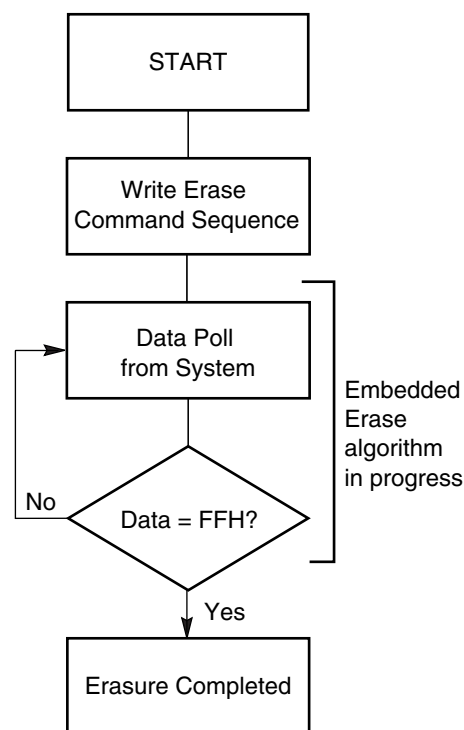 START
Write Erase
Command Sequence
Data Poll
from System
Embedded
Erase
algorithm
in progress
No
Data = FFH?
Yes
Erasure Completed